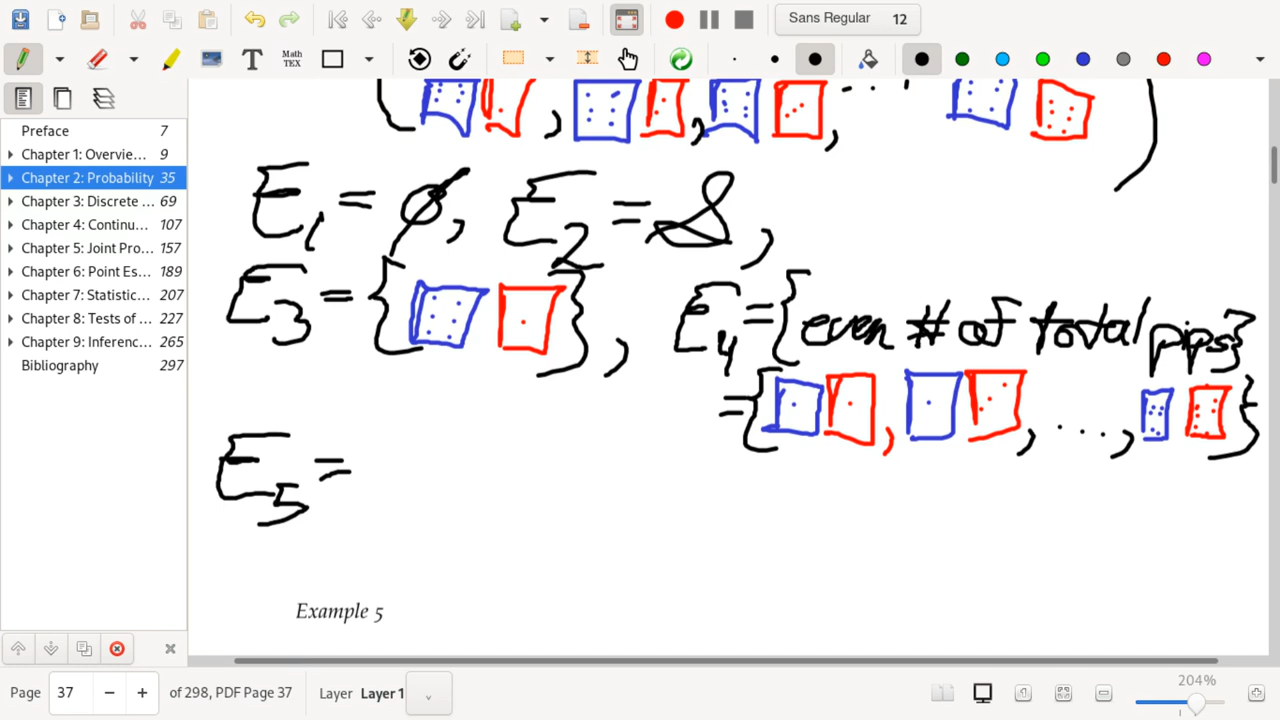 Sans Regular 12
T Math TEX
Preface 7
Chapter 1: Overvie... 9
Chapter 2: Probability 35
Chapter 3: Discrete ... 69
Chapter 4: Continu... 107
Chapter 5: Joint Pro... 157
Chapter 6: Point Es... 189
Chapter 7: Statistic... 207
Chapter 8: Tests of ... 227
Chapter 9: Inferenc... 265
Bibliography 297
, , , ...
E₁ = ∅, E₂ = S,
E₃ = { }, E₄ = {even # of total pips}
= { , , ..., }
E₅ =
Example 5
204%
Page 37 of 298, PDF Page 37 Layer Layer 1